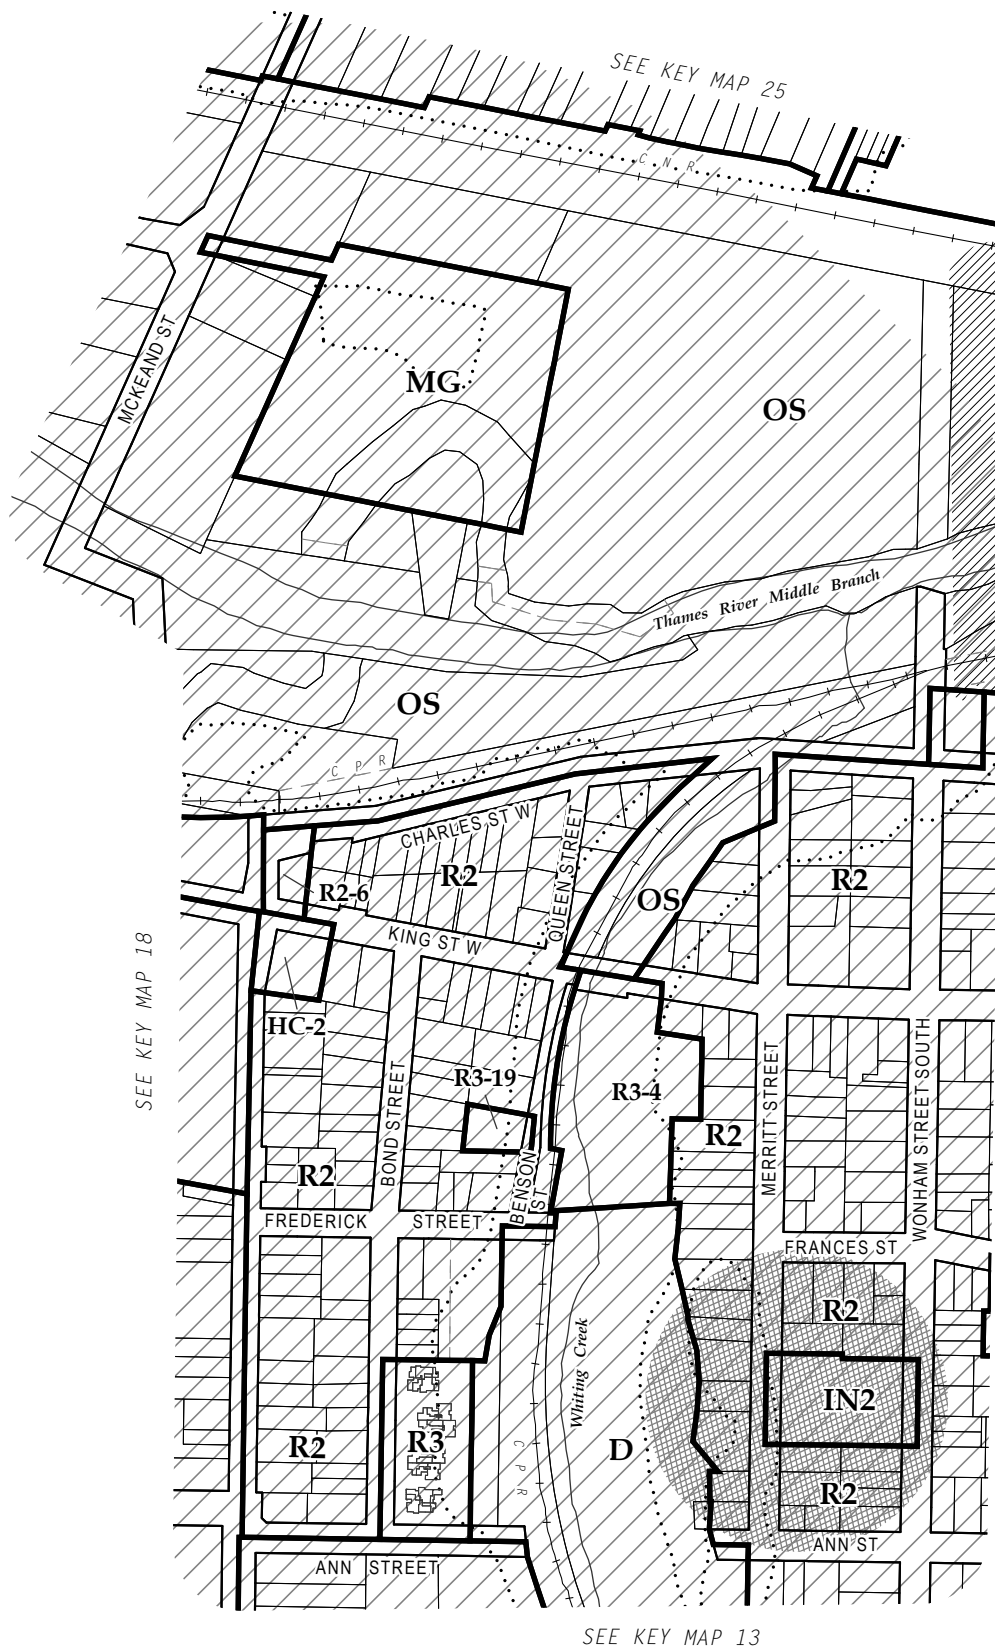 SEE KEY MAP 25
C N R
MCKEAND ST
MG
OS
Thames River Middle Branch
OS
C P R
CHARLES ST W
QUEEN STREET
R2
R2-6
R2
OS
KING ST W
SEE KEY MAP 18
HC-2
R3-19
R3-4
BOND STREET
MERRITT STREET
WONHAM STREET SOUTH
R2
R2
BENSON ST
FREDERICK STREET
FRANCES ST
R2
Whiting Creek
IN2
R3
R2
D
C P R
R2
ANN ST
ANN STREET
SEE KEY MAP 13